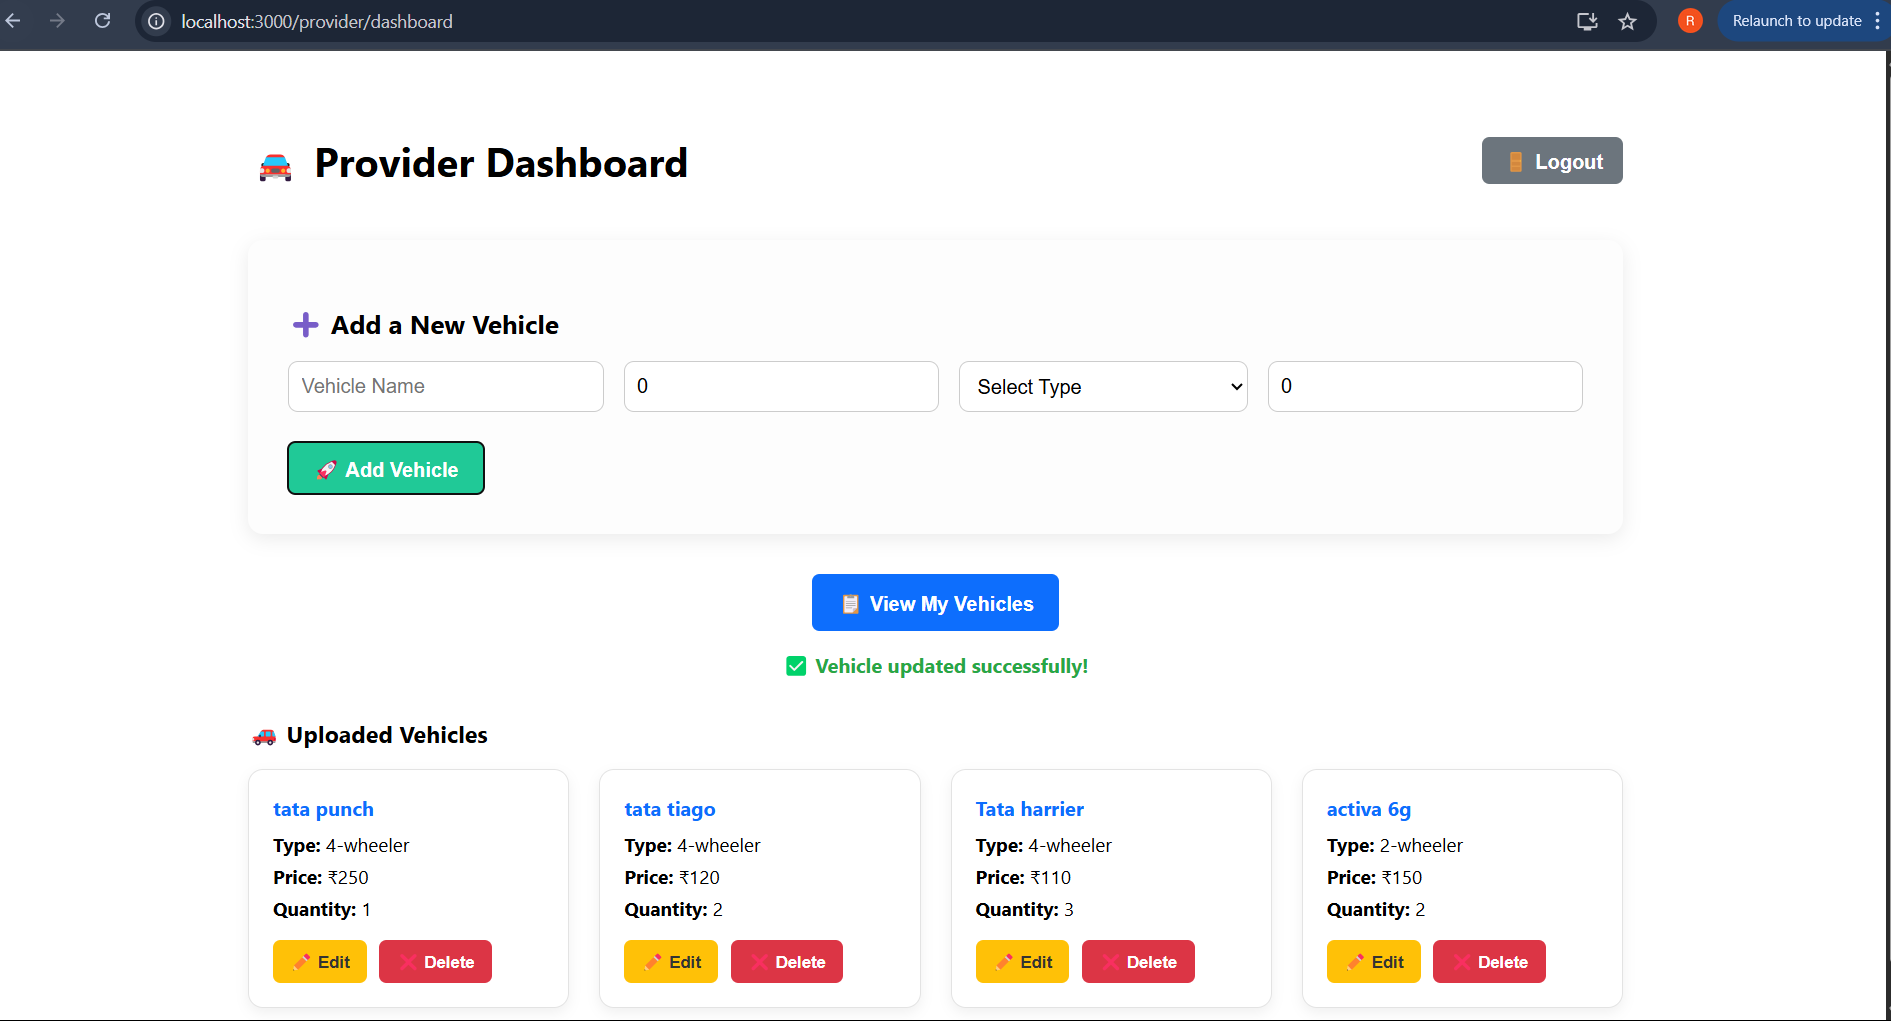 localhost:3000/provider/dashboard
R
Relaunch to update
Provider Dashboard
Logout
Add a New Vehicle
Vehicle Name
0
Select Type
0
Add Vehicle
View My Vehicles
Vehicle updated successfully!
Uploaded Vehicles
tata punch
Type: 4-wheeler
Price: ₹250
Quantity: 1
Edit
Delete
tata tiago
Type: 4-wheeler
Price: ₹120
Quantity: 2
Edit
Delete
Tata harrier
Type: 4-wheeler
Price: ₹110
Quantity: 3
Edit
Delete
activa 6g
Type: 2-wheeler
Price: ₹150
Quantity: 2
Edit
Delete